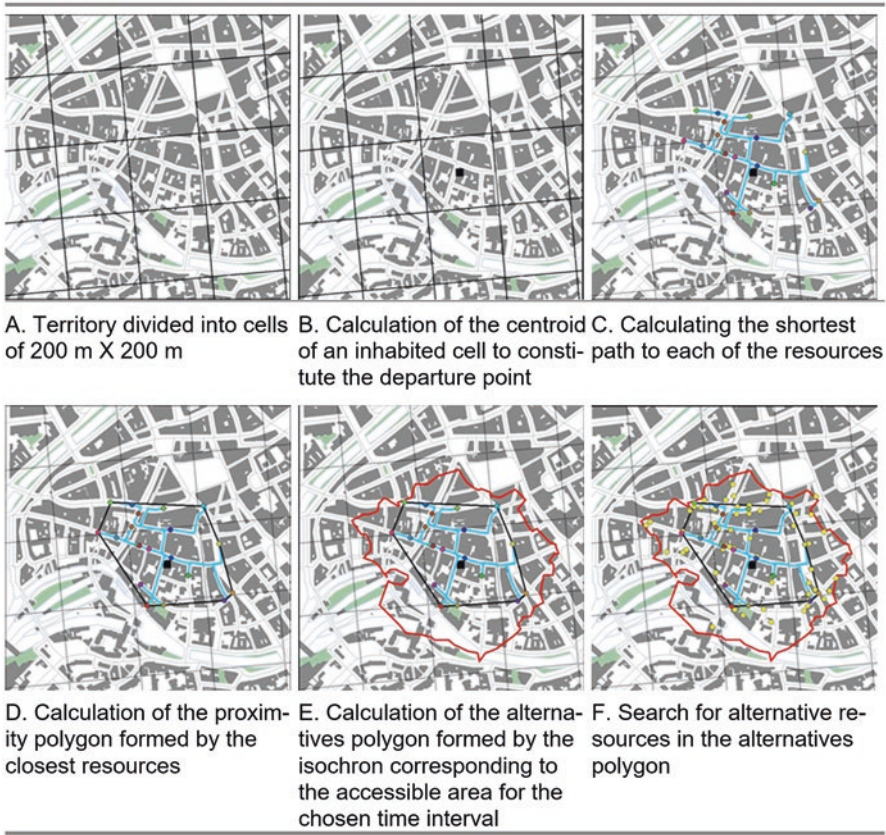 A. Territory divided into cells
of 200 m X 200 m
B. Calculation of the centroid
of an inhabited cell to consti-
tute the departure point
C. Calculating the shortest
path to each of the resources
D. Calculation of the proxim-
ity polygon formed by the
closest resources
E. Calculation of the alterna-
tives polygon formed by the
isochron corresponding to
the accessible area for the
chosen time interval
F. Search for alternative re-
sources in the alternatives
polygon